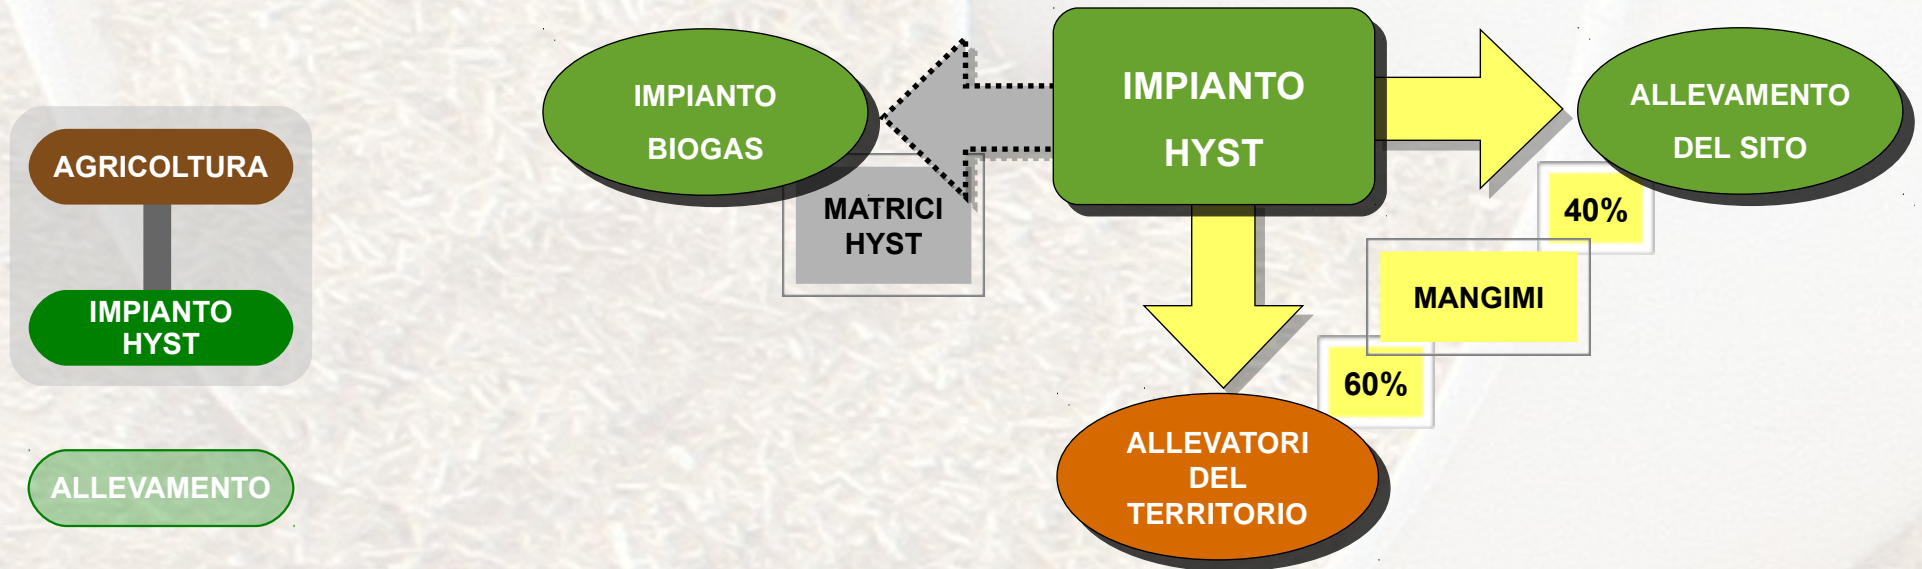 AGRICOLTURA
IMPIANTO
HYST
ALLEVAMENTO
IMPIANTO
BIOGAS
MATRICI
HYST
IMPIANTO
HYST
ALLEVAMENTO
DEL SITO
40%
MANGIMI
60%
ALLEVATORI
DEL
TERRITORIO